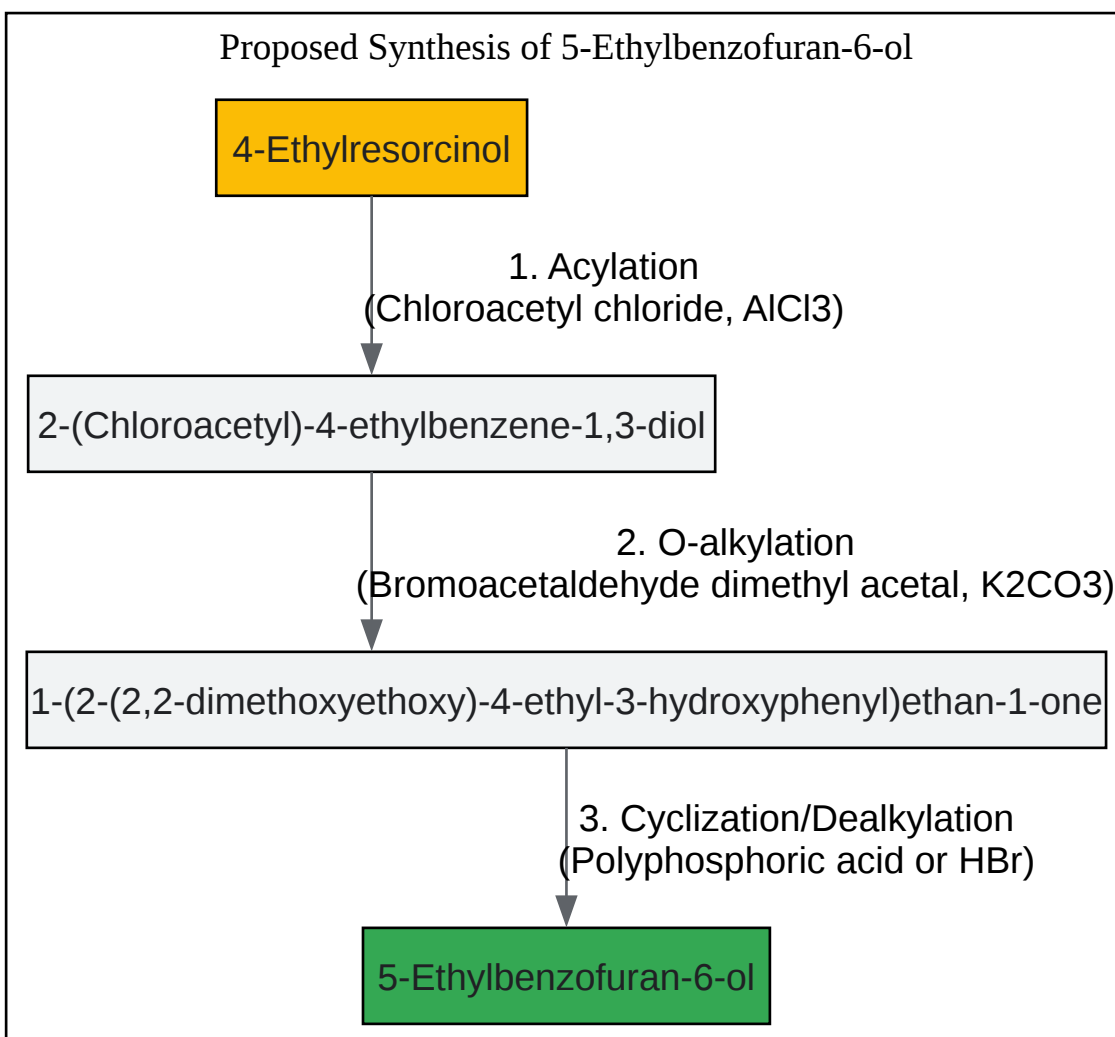 Proposed Synthesis of 5-Ethylbenzofuran-6-ol
4-Ethylresorcinol
1. Acylation
(Chloroacetyl chloride, AlCl3)
2-(Chloroacetyl)-4-ethylbenzene-1,3-diol
2. O-alkylation
(Bromoacetaldehyde dimethyl acetal, K2CO3)
1-(2-(2,2-dimethoxyethoxy)-4-ethyl-3-hydroxyphenyl)ethan-1-one
3. Cyclization/Dealkylation
(Polyphosphoric acid or HBr)
5-Ethylbenzofuran-6-ol